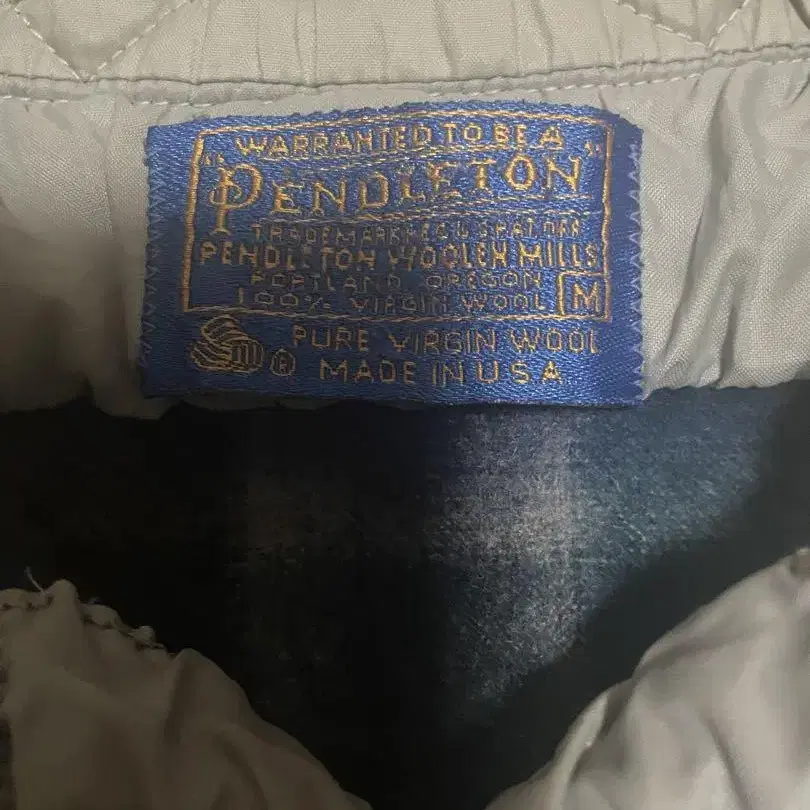 WARRANTED TO BE A
"PENDLETON"
TRADEMARK REG. U.S. PAT. OFF.
PENDLETON WOOLEN MILLS
PORTLAND, OREGON
100% VIRGIN WOOL M
PURE VIRGIN WOOL
® MADE IN USA